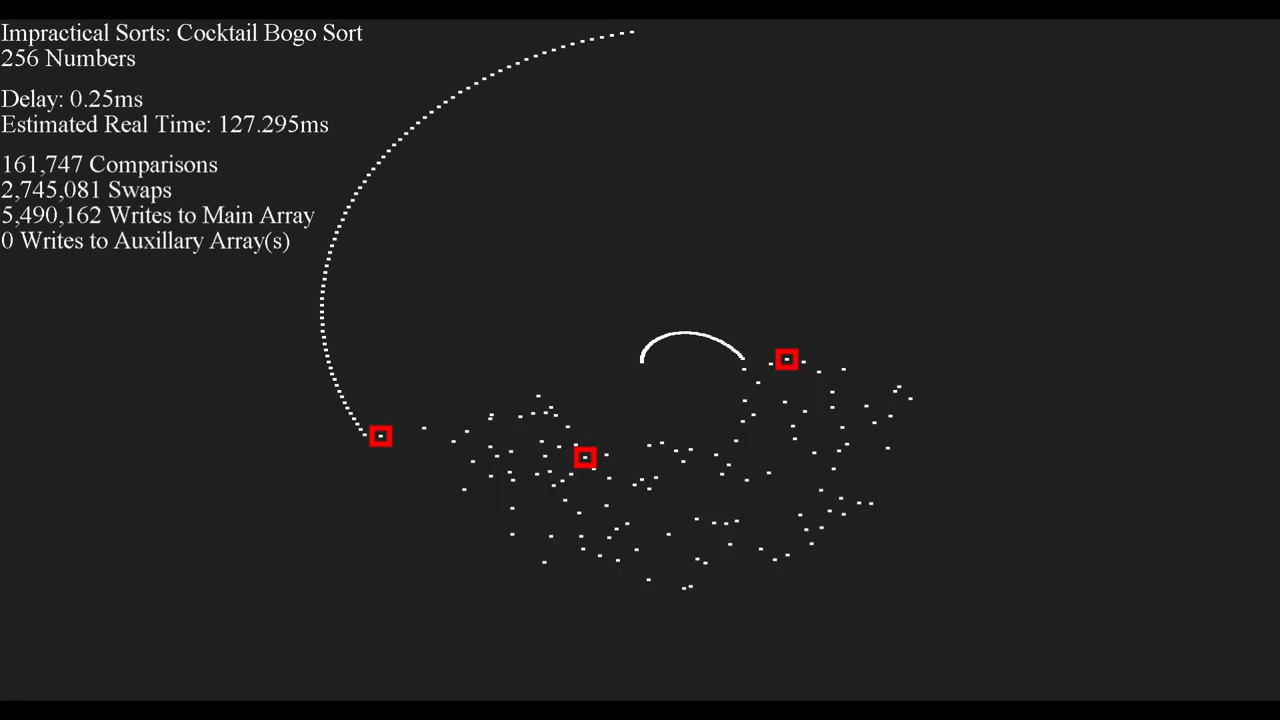 Impractical Sorts: Cocktail Bogo Sort
256 Numbers
Delay: 0.25ms
Estimated Real Time: 127.295ms
161,747 Comparisons
2,745,081 Swaps
5,490,162 Writes to Main Array
0 Writes to Auxillary Array(s)